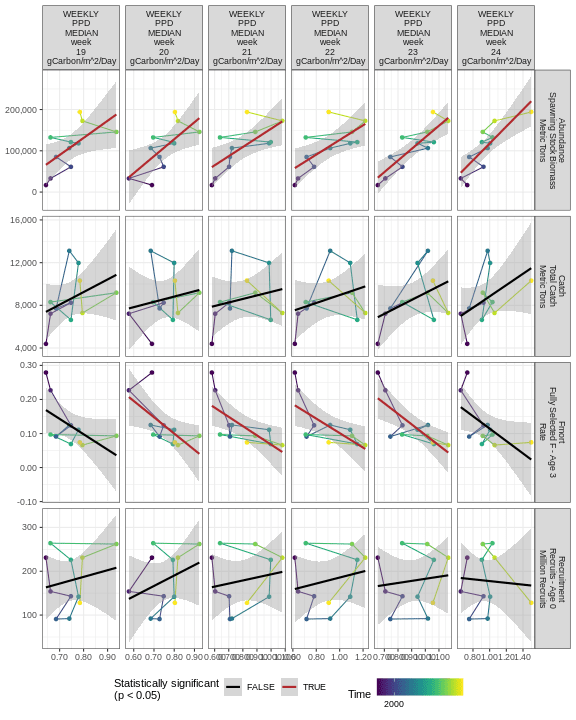 WEEKLY
PPD
MEDIAN
week
19
gCarbon/m^2/Day
WEEKLY
PPD
MEDIAN
week
20
gCarbon/m^2/Day
WEEKLY
PPD
MEDIAN
week
21
gCarbon/m^2/Day
WEEKLY
PPD
MEDIAN
week
22
gCarbon/m^2/Day
WEEKLY
PPD
MEDIAN
week
23
gCarbon/m^2/Day
WEEKLY
PPD
MEDIAN
week
24
gCarbon/m^2/Day
200,000
100,000
0
Abundance
Spawning Stock Biomass
Metric Tons
16,000
12,000
8,000
4,000
Catch
Total Catch
Metric Tons
0.30
0.20
0.10
0.00
-0.10
Fmort
Fully Selected F - Age 3
Rate
300
200
100
Recruitment
Recruits - Age 0
Million Recruits
0.70 0.80 0.90
0.60 0.70 0.80 0.90
0.80 1.00 1.20
1.20 1.40
Statistically significant
(p < 0.05)
FALSE
TRUE
Time
2000